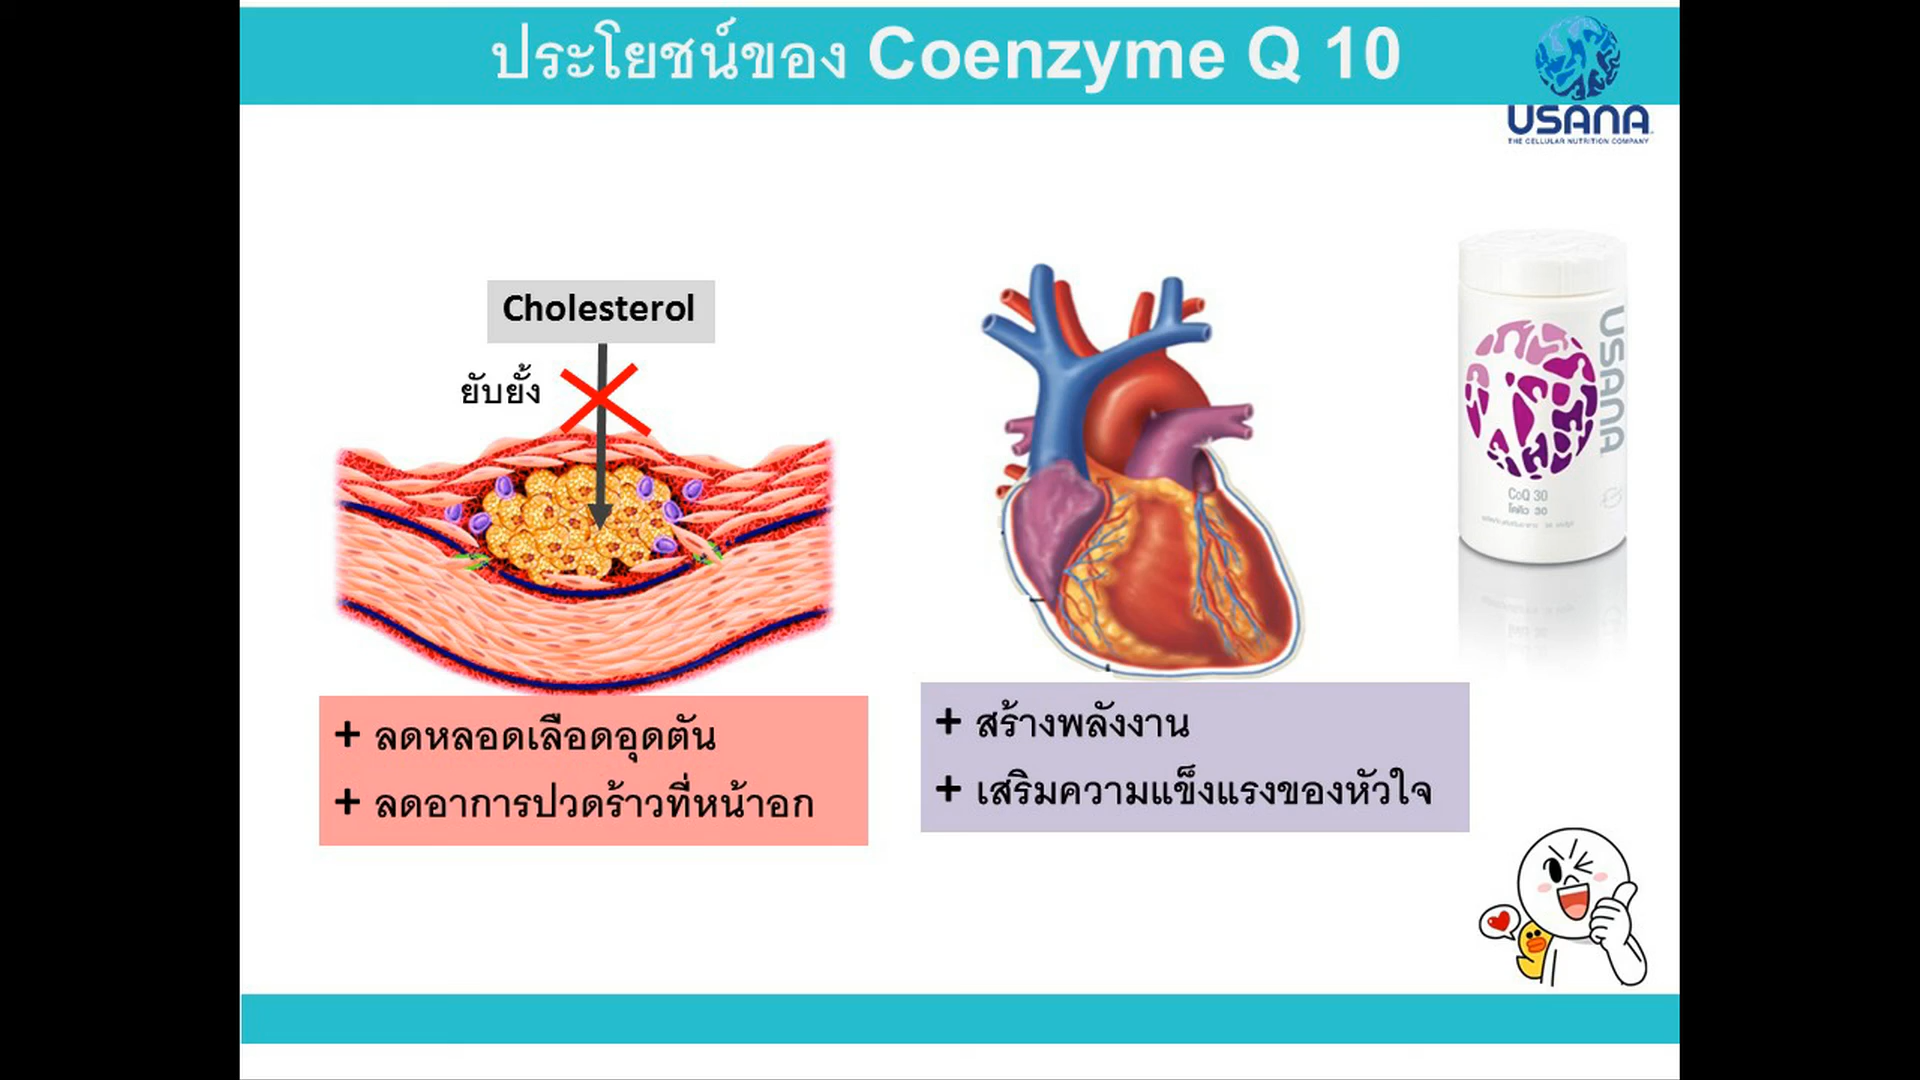 ประโยชน์ของ Coenzyme Q 10
USANA
THE CELLULAR NUTRITION COMPANY
Cholesterol
ยับยั้ง
USANA
CoQ 30
โคคิว 30
+ ลดหลอดเลือดอุดตัน
+ ลดอาการปวดร้าวที่หน้าอก
+ สร้างพลังงาน
+ เสริมความแข็งแรงของหัวใจ